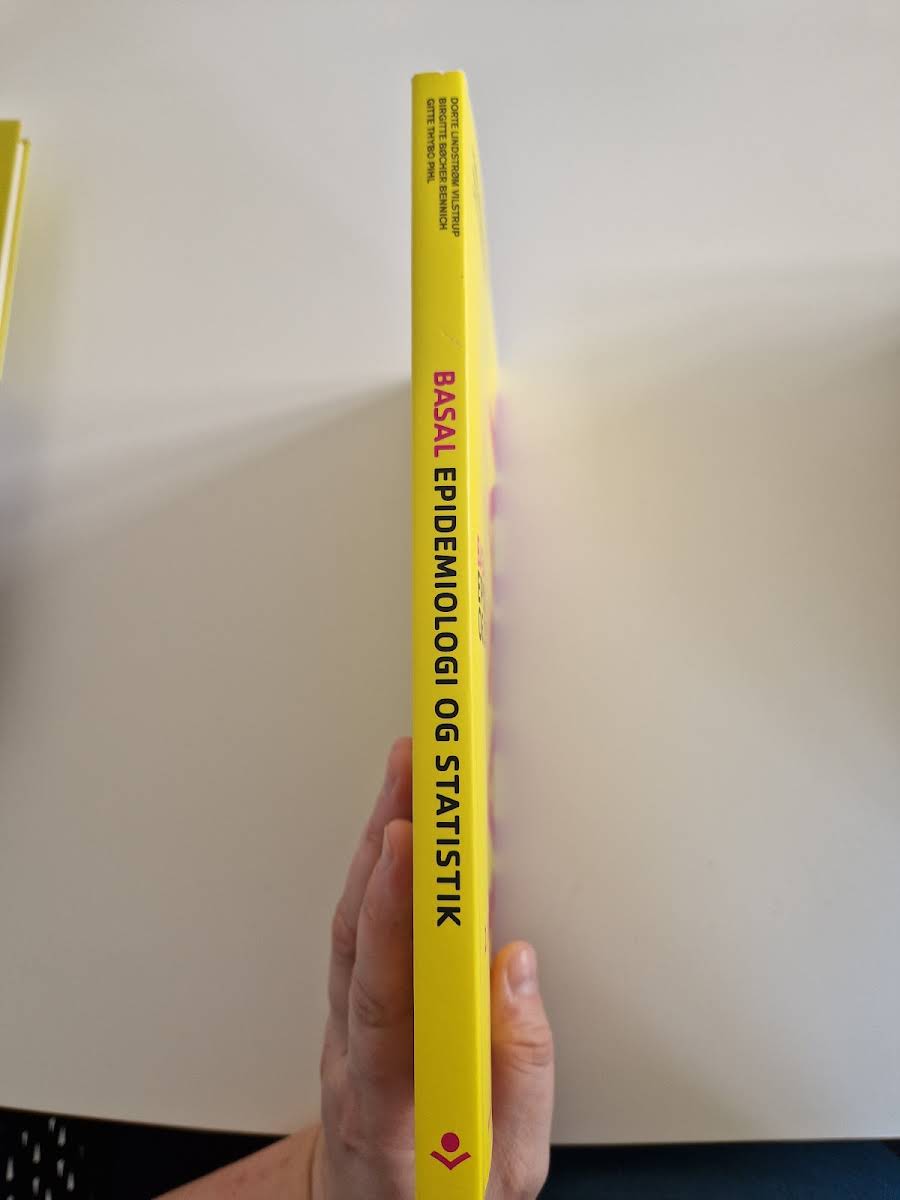 DORTE LINDSTRØM VILSTRUP
BIRGITTE BØCHER BENNICH
GITTE THYBO PIHL
BASAL EPIDEMIOLOGI OG STATISTIK